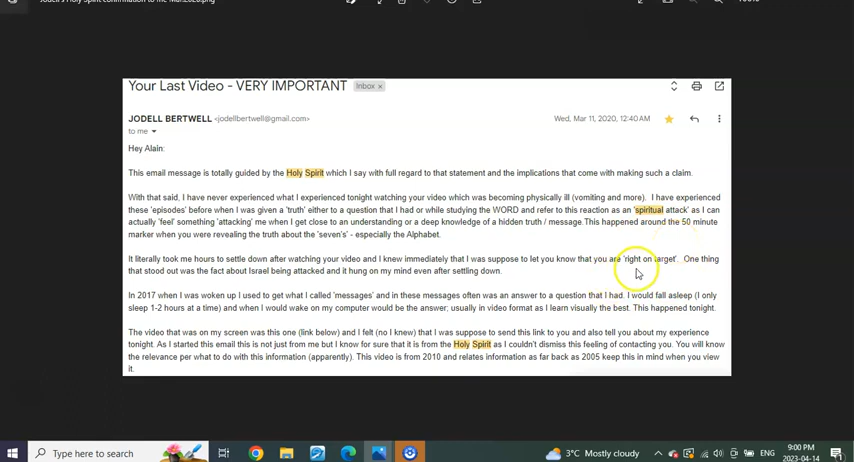 Jodell's Holy Spirit confirmation to me Mar.2020.png
Your Last Video - VERY IMPORTANT Inbox x
JODELL BERTWELL <jodellbertwell@gmail.com> Wed, Mar 11, 2020, 12:40 AM
to me
Hey Alain:
This email message is totally guided by the Holy Spirit which I say with full regard to that statement and the implications that come with making such a claim.
With that said, I have never experienced what I experienced tonight watching your video which was becoming physically ill (vomiting and more). I have experienced
these 'episodes' before when I was given a 'truth' either to a question that I had or while studying the WORD and refer to this reaction as an 'spiritual attack' as I can
actually 'feel' something 'attacking' me when I get close to an understanding or a deep knowledge of a hidden truth / message. This happened around the 50 minute
marker when you were revealing the truth about the 'seven's' - especially the Alphabet.
It literally took me hours to settle down after watching your video and I knew immediately that I was suppose to let you know that you are 'right on target'. One thing
that stood out was the fact about Israel being attacked and it hung on my mind even after settling down.
In 2017 when I was woken up I used to get what I called 'messages' and in these messages often was an answer to a question that I had. I would fall asleep (I only
sleep 1-2 hours at a time) and when I would wake on my computer would be the answer; usually in video format as I learn visually the best. This happened tonight.
The video that was on my screen was this one (link below) and I felt (no I knew) that I was suppose to send this link to you and also tell you about my experience
tonight. As I started this email this is not just from me but I know for sure that it is from the Holy Spirit as I couldn't dismiss this feeling of contacting you. You will know
the relevance per what to do with this information (apparently). This video is from 2010 and relates information as far back as 2005 keep this in mind when you view
it.
Type here to search
3°C Mostly cloudy
ENG
9:00 PM
2023-04-14